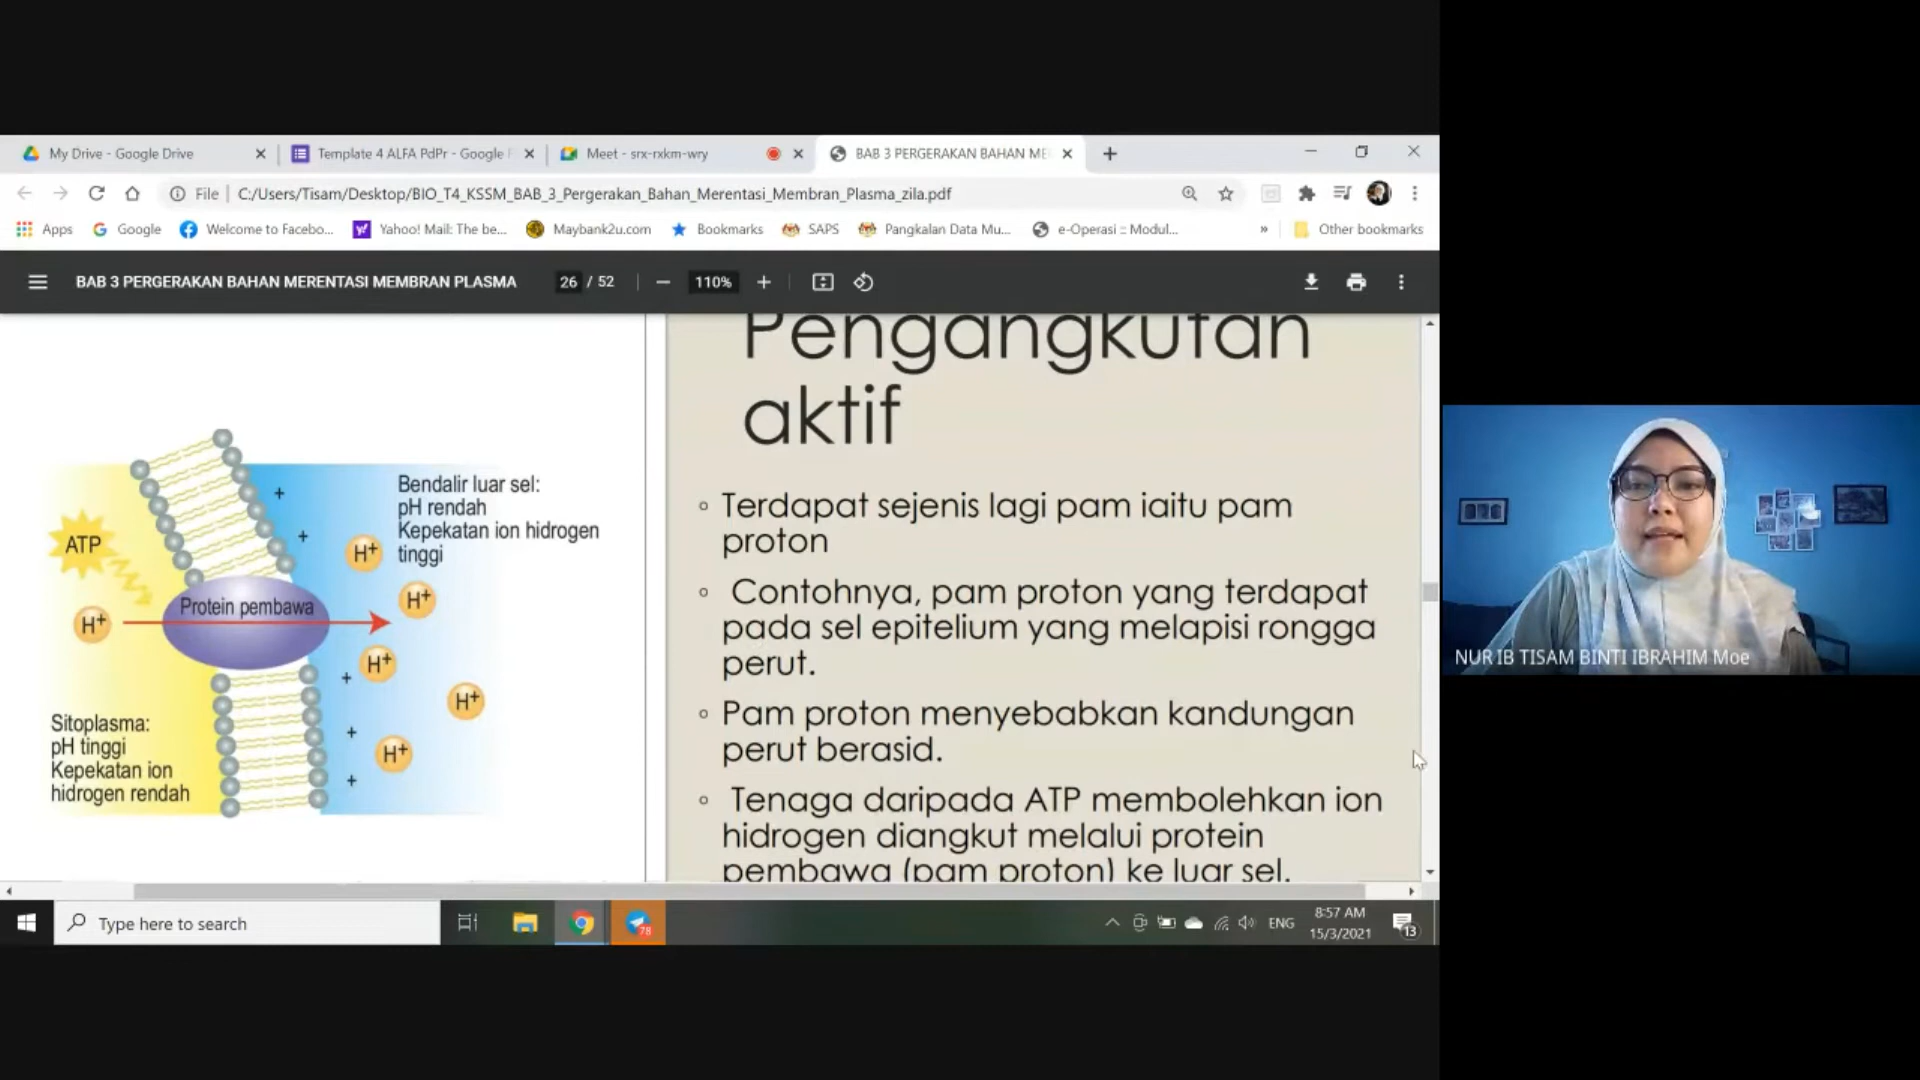 My Drive - Google Drive
Template 4 ALFA PdPr - Google F
Meet - srx-rxkm-wry
BAB 3 PERGERAKAN BAHAN ME
File
C:/Users/Tisam/Desktop/BIO_T4_KSSM_BAB_3_Pergerakan_Bahan_Merentasi_Membran_Plasma_zila.pdf
Apps
Google
Welcome to Facebo...
Yahoo! Mail: The be...
Maybank2u.com
Bookmarks
SAPS
Pangkalan Data Mu...
e-Operasi :: Modul...
»
Other bookmarks
BAB 3 PERGERAKAN BAHAN MERENTASI MEMBRAN PLASMA
26 / 52
110%
Bendalir luar sel:
pH rendah
Kepekatan ion hidrogen
tinggi
ATP
Protein pembawa
H+
H+
H+
H+
H+
H+
+
+
+
+
+
Sitoplasma:
pH tinggi
Kepekatan ion
hidrogen rendah
Pengangkutan
aktif
Terdapat sejenis lagi pam iaitu pam
proton
Contohnya, pam proton yang terdapat
pada sel epitelium yang melapisi rongga
perut.
Pam proton menyebabkan kandungan
perut berasid.
Tenaga daripada ATP membolehkan ion
hidrogen diangkut melalui protein
pembawa (pam proton) ke luar sel.
NUR IB TISAM BINTI IBRAHIM Moe
Type here to search
78
ENG
8:57 AM
15/3/2021
13